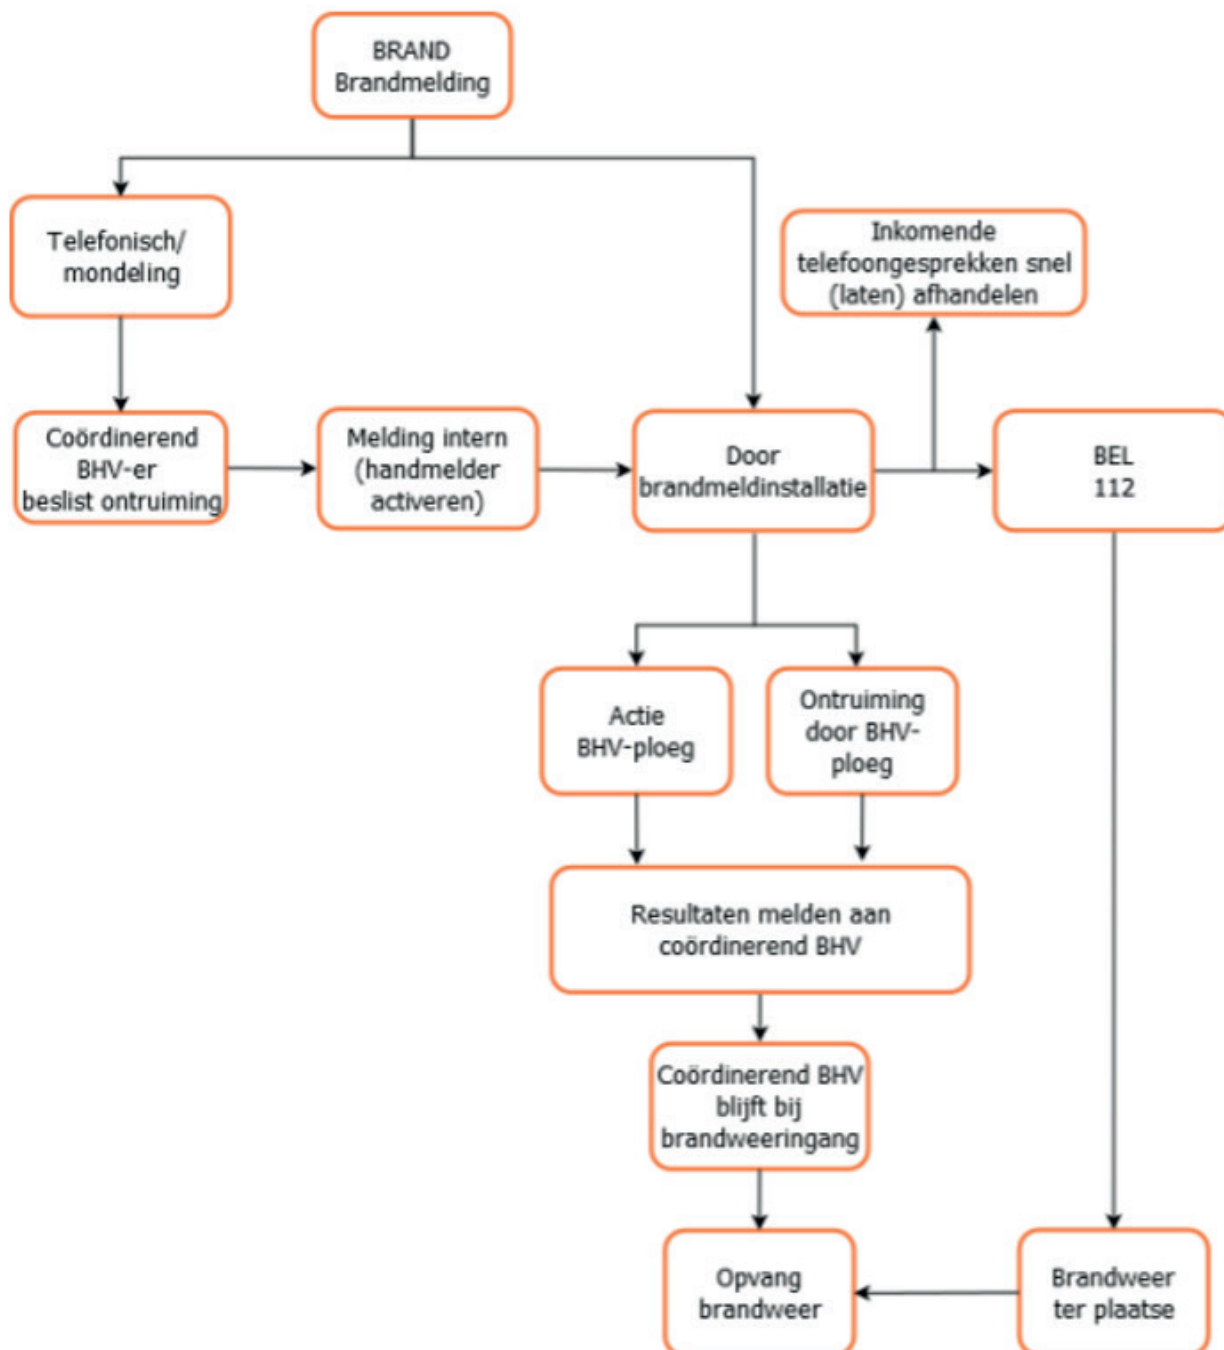 BRAND
Brandmelding
Telefonisch/
mondeling
Inkomende
telefoongesprekken snel
(laten) afhandelen
Coördinerend
BHV-er
beslist ontruiming
Melding intern
(handmelder
activeren)
Door
brandmeldinstallatie
BEL
112
Actie
BHV-ploeg
Ontruiming
door BHV-
ploeg
Resultaten melden aan
coördinerend BHV
Coördinerend BHV
blijft bij
brandweeringang
Opvang
brandweer
Brandweer
ter plaatse